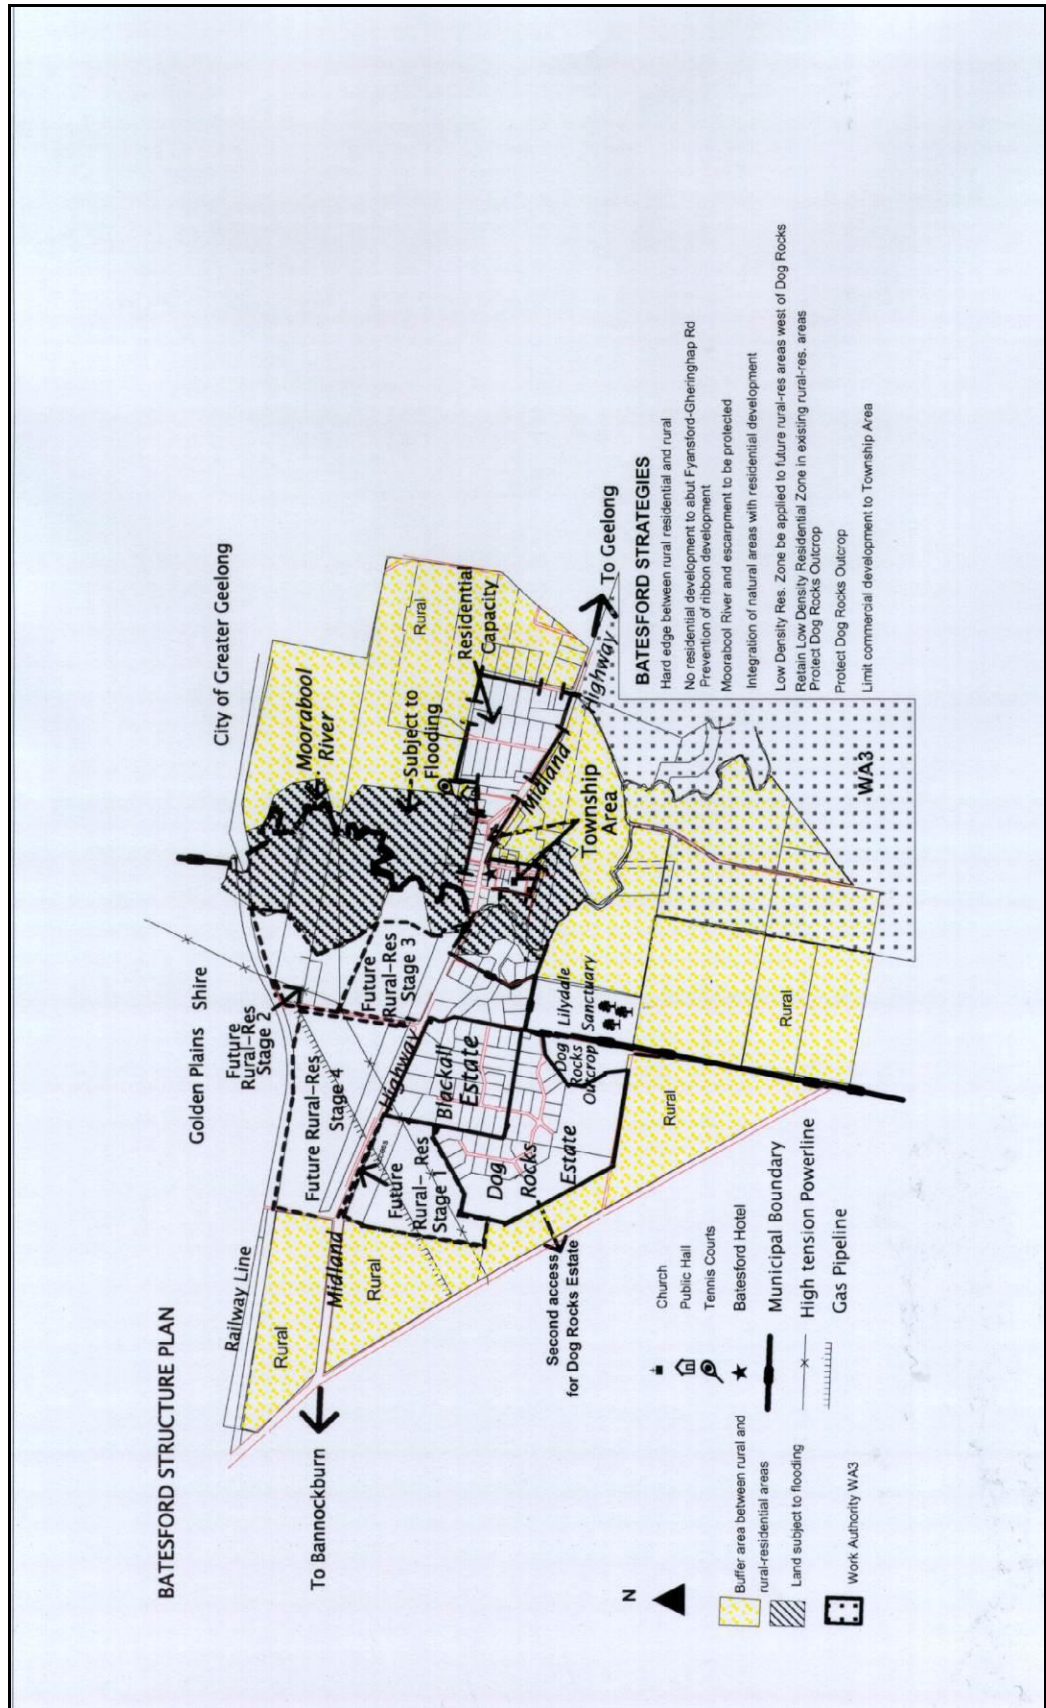 BATESFORD STRUCTURE PLAN
City of Greater Geelong
Golden Plains Shire
Railway Line
Rural
Midland
Rural
To Bannockburn
Future
Rural-Res
Stage 2
Future Rural-Res
Stage 4
Future
Rural-Res
Stage 3
Moorabool
River
Subject to
Flooding
Rural
Residential
Capacity
Highway
Access
Future
Rural-Res
Stage 1
Blackall
Estate
Dog
Rocks
Estate
Dog
Rocks
Outcrop
Lilydale
Sanctuary
Midland
Highway
To Geelong
Township
Area
Second access
for Dog Rocks Estate
Rural
Rural
WA3
BATESFORD STRATEGIES
Hard edge between rural residential and rural
No residential development to abut Fyansford-Gheringhap Rd
Prevention of ribbon development
Moorabool River and escarpment to be protected
Integration of natural areas with residential development
Low Density Res. Zone be applied to future rural-res areas west of Dog Rocks
Retain Low Density Residential Zone in existing rural-res. areas
Protect Dog Rocks Outcrop
Protect Dog Rocks Outcrop
Limit commercial development to Township Area
N
Church
Public Hall
Tennis Courts
Batesford Hotel
Municipal Boundary
High tension Powerline
Gas Pipeline
Buffer area between rural and
rural-residential areas
Land subject to flooding
Work Authority WA3